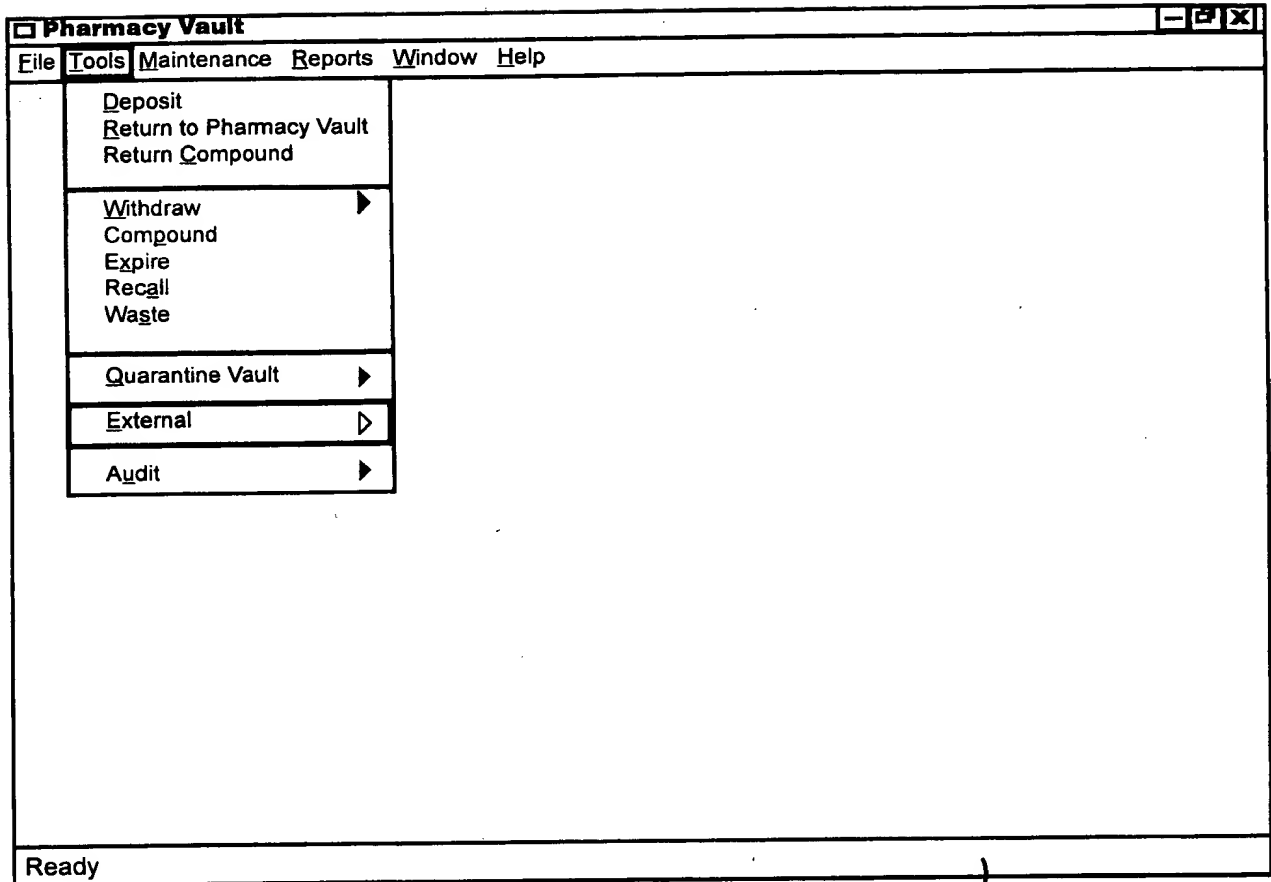 Pharmacy Vault
File Tools Maintenance Reports Window Help
Deposit
Return to Pharmacy Vault
Return Compound
Withdraw
Compound
Expire
Recall
Waste
Quarantine Vault
External
Audit
Ready